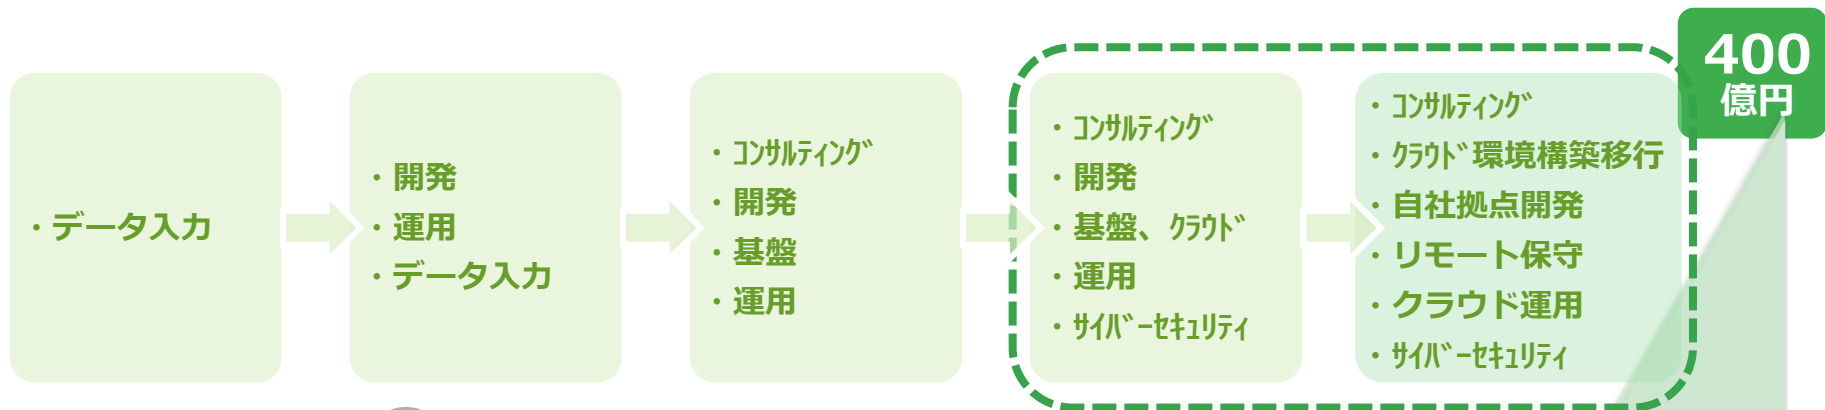 ・データ入力
・開発
・運用
・データ入力
・ｺﾝｻﾙﾃｨﾝｸﾞ
・開発
・基盤
・運用
・ｺﾝｻﾙﾃｨﾝｸﾞ
・開発
・基盤、ｸﾗｳﾄﾞ
・運用
・ｻｲﾊﾞｰｾｷｭﾘﾃｨ
・ｺﾝｻﾙﾃｨﾝｸﾞ
・ｸﾗｳﾄﾞ環境構築移行
・自社拠点開発
・リモート保守
・クラウド運用
・ｻｲﾊﾞｰｾｷｭﾘﾃｨ
400
億円